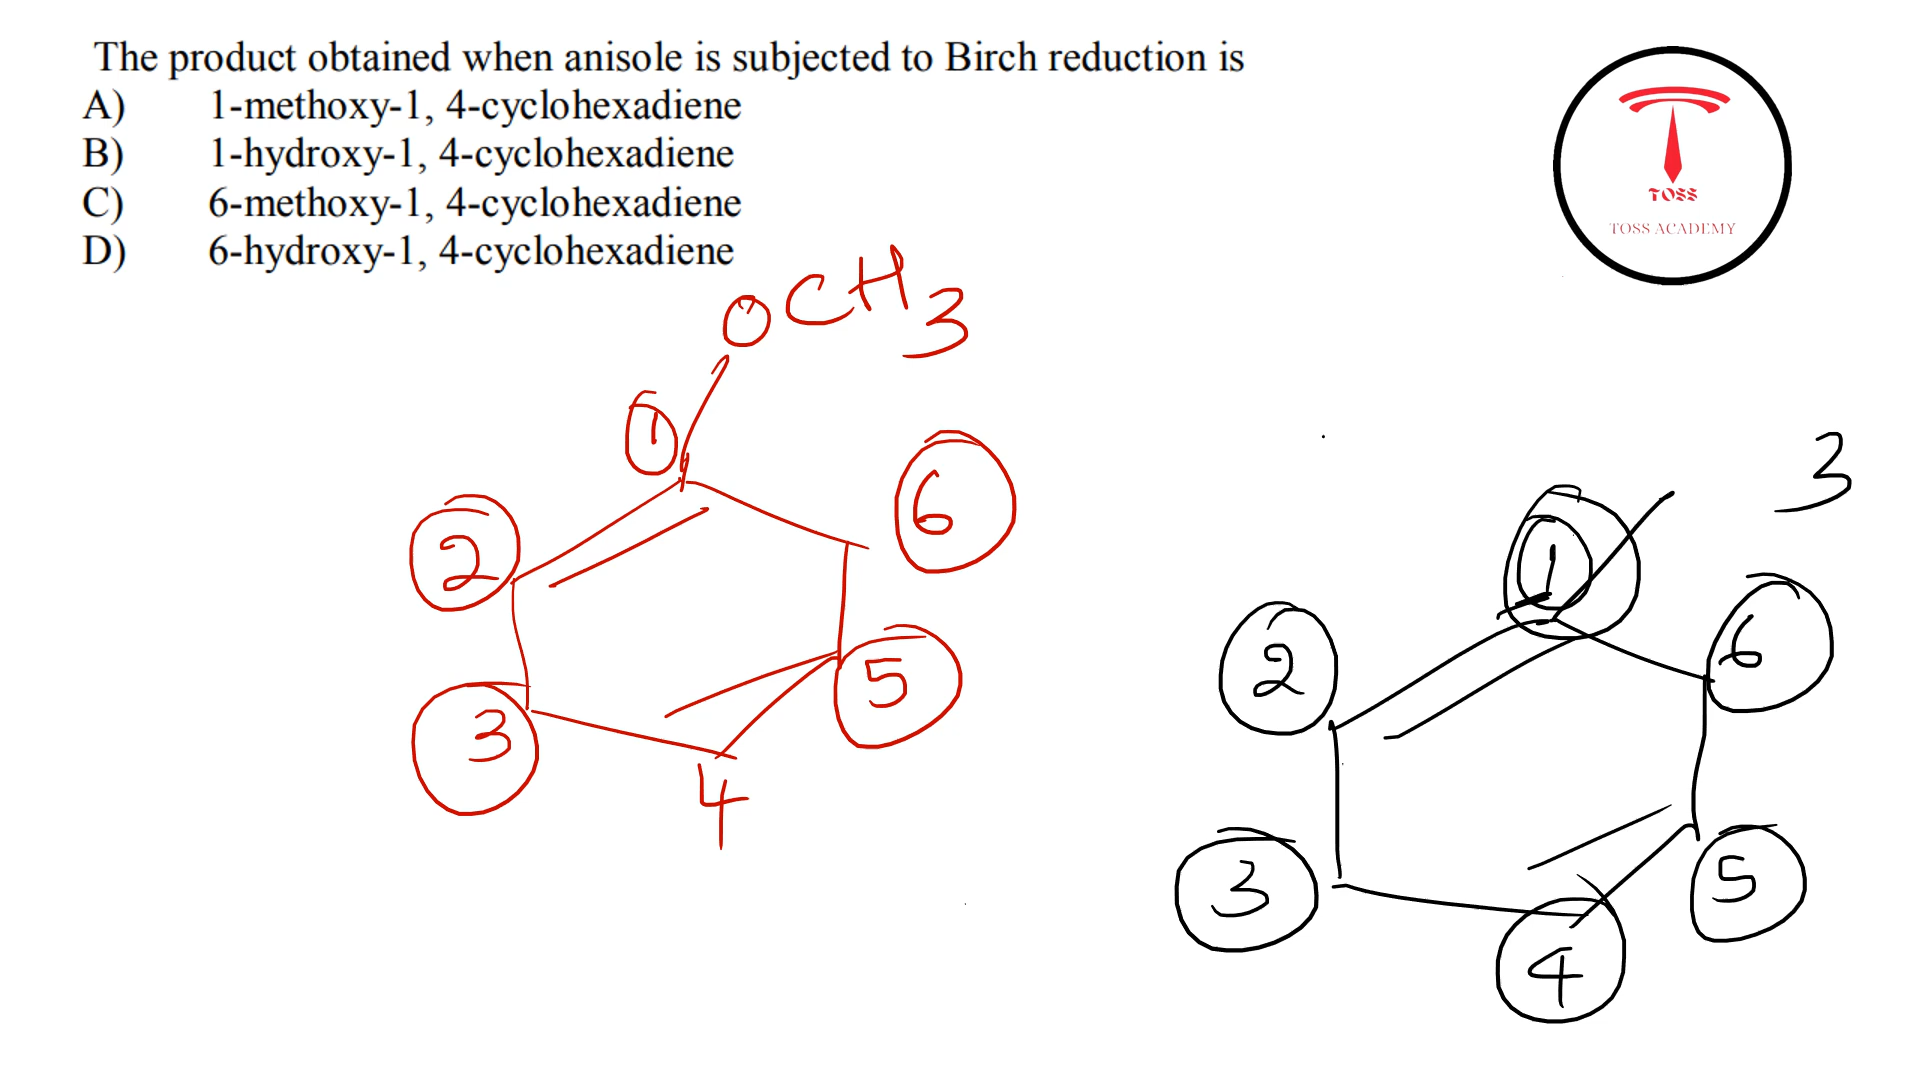 The product obtained when anisole is subjected to Birch reduction is
A) 1-methoxy-1, 4-cyclohexadiene
B) 1-hydroxy-1, 4-cyclohexadiene
C) 6-methoxy-1, 4-cyclohexadiene
D) 6-hydroxy-1, 4-cyclohexadiene
TOSS
TOSS ACADEMY
OCH3
1
6
2
5
3
4
3
1
6
2
5
3
4